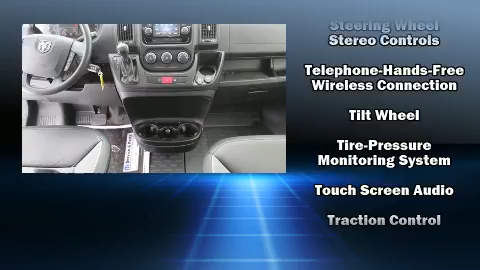 Steering Wheel
Stereo Controls
Telephone-Hands-Free
Wireless Connection
Tilt Wheel
Tire-Pressure
Monitoring System
Touch Screen Audio
Traction Control